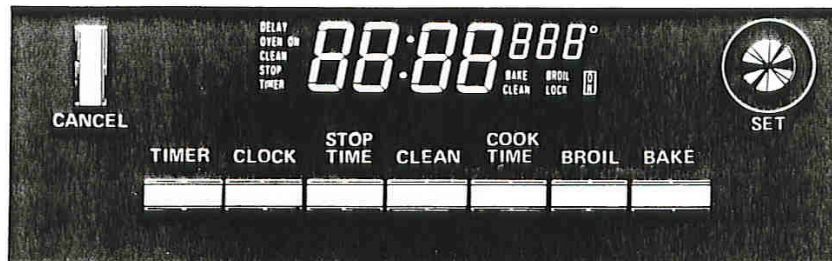 DELAY
OVEN ON
CLEAN
STOP
TIMER
88:88 888°
BAKE BROIL ON
CLEAN LOCK
CANCEL
SET
TIMER CLOCK STOP TIME CLEAN COOK TIME BROIL BAKE